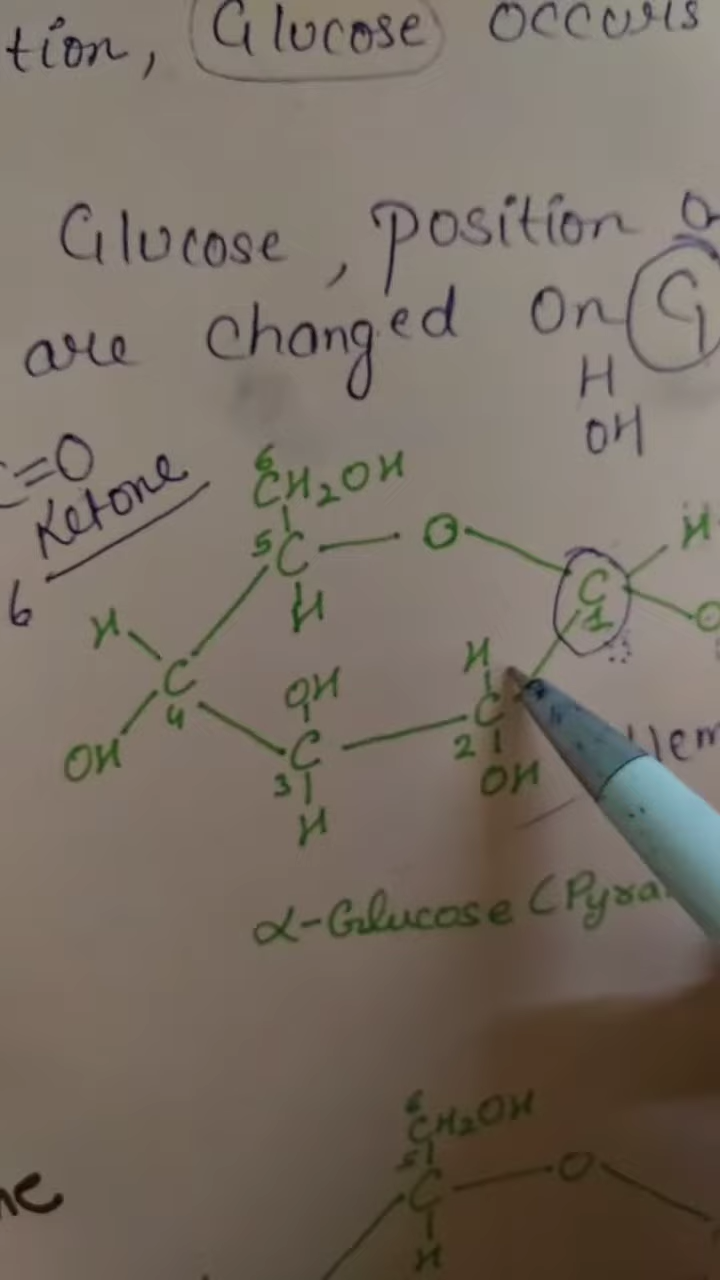 tion, Glucose occurs
Glucose, position
are changed on C1
H
OH
C=O
Ketone
6
6
CH2OH
5 C O
H
H
C 1
H
C
4
OH
OH
C
3
H
H
C
2
OH
α-Glucose (Pyra
6
CH2OH
5
C O
H